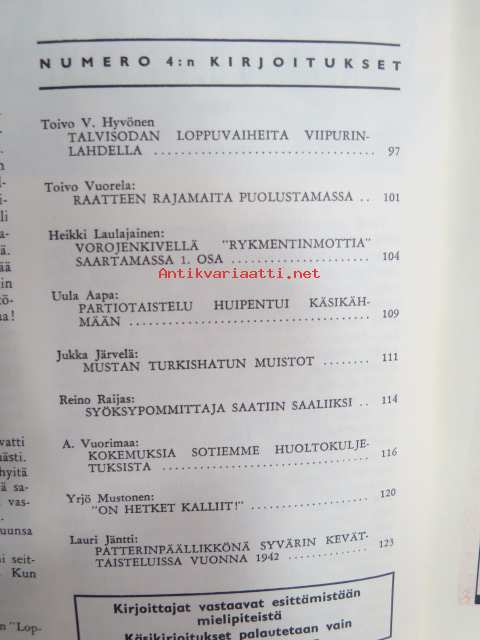 NUMERO 4:n KIRJOITUKSET
Toivo V. Hyvönen
TALVISODAN LOPPUVAIHEITA VIIPURIN-
LAHDELLA .......................... 97
Toivo Vuorela:
RAATTEEN RAJAMAITA PUOLUSTAMASSA .. 101
Heikki Laulajainen:
VOROJENKIVELLÄ "RYKMENTINMOTTIA"
SAARTAMASSA 1. OSA ................ 104
Antikvariaatti.net
Uula Aapa:
PARTIOTAISTELU HUIPENTUI KÄSIKÄH-
MÄÄN .............................. 109
Jukka Järvelä:
MUSTAN TURKISHATUN MUISTOT ........ 111
Reino Raijas:
SYÖKSYPOMMITTAJA SAATIIN SAALIIKSI .. 114
A. Vuorimaa:
KOKEMUKSIA SOTIEMME HUOLTOKULJE-
TUKSISTA .......................... 116
Yrjö Mustonen:
"ON HETKET KALLIIT!" .............. 120
Lauri Jäntti:
PATTERINPÄÄLLIKKÖNÄ SYVÄRIN KEVÄT-
TAISTELUISSA VUONNA 1942 .......... 123
Kirjoittajat vastaavat esittämistään
mielipiteistä
Käsikirjoitukset palautetaan vain